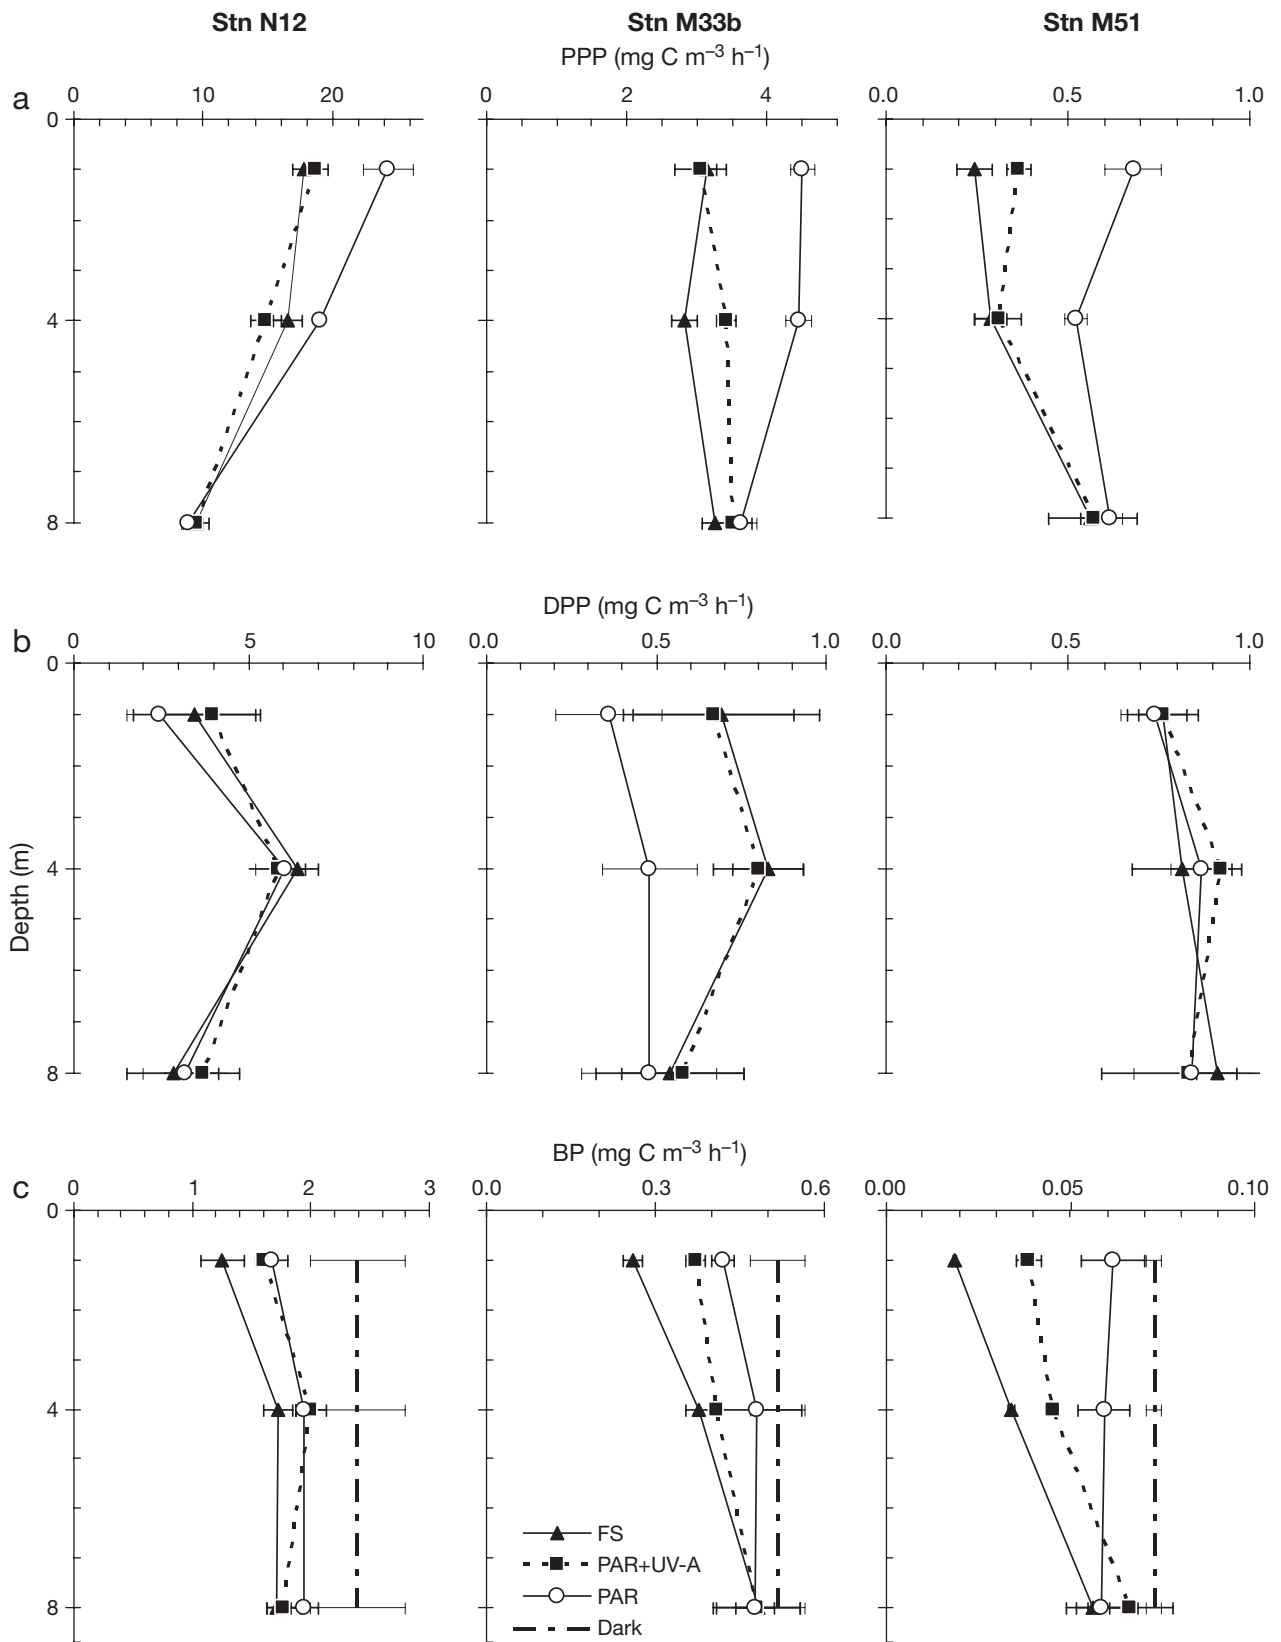 Stn N12 Stn M33b Stn M51
PPP (mg C m–3 h–1)
a 0 10 20 0 2 4 0.0 0.5 1.0
0
4
8
DPP (mg C m–3 h–1)
b 0 5 10 0.0 0.5 1.0 0.5 1.0
0
4
8
Depth (m)
BP (mg C m–3 h–1)
c 0 1 2 3 0.0 0.3 0.6 0.00 0.05 0.10
0
4
8
FS
PAR+UV-A
PAR
Dark